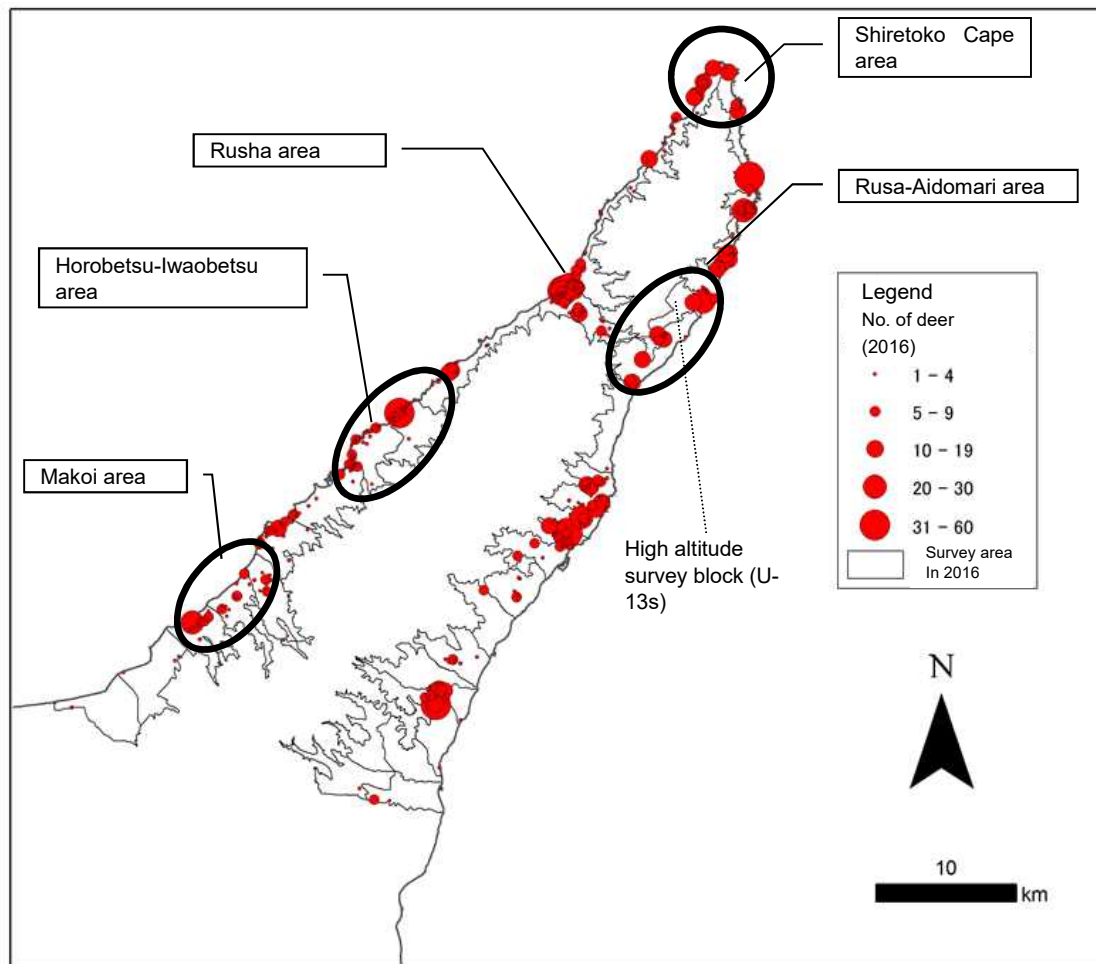 Shiretoko Cape
area
Rusha area
Rusa-Aidomari area
Horobetsu-Iwaobetsu
area
Makoi area
High altitude
survey block (U-
13s)
Legend
No. of deer
(2016)
1 - 4
5 - 9
10 - 19
20 - 30
31 - 60
Survey area
In 2016
N
10
km